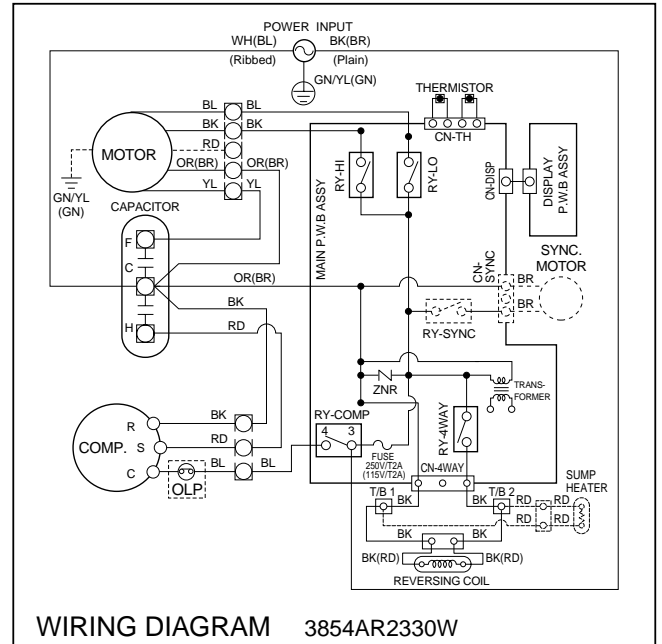 POWER INPUT
WH(BL) BK(BR)
(Ribbed) (Plain)
GN/YL(GN)
THERMISTOR
CN-TH
BL BL
BK BK
RD
OR(BR) OR(BR)
YL YL
MOTOR
GN/YL
(GN)
CAPACITOR
F
C
H
OR(BR)
BK
RD
MAIN P.W.B ASSY
RY-HI
RY-LO
CN-DISP
DISPLAY
P.W.B ASSY
CN-
SYNC
SYNC.
MOTOR
BR
BR
RY-SYNC
ZNR
TRANS-
FORMER
RY-4WAY
RY-COMP
4 3
FUSE
250V/T2A
(115V/T2A)
CN-4WAY
COMP.
R
S
C
BK
RD
BL BL
OLP
SUMP
HEATER
T/B 1 BK
BK T/B 2
RD RD
RD RD
BK BK
BK(RD) BK(RD)
REVERSING COIL
WIRING DIAGRAM 3854AR2330W